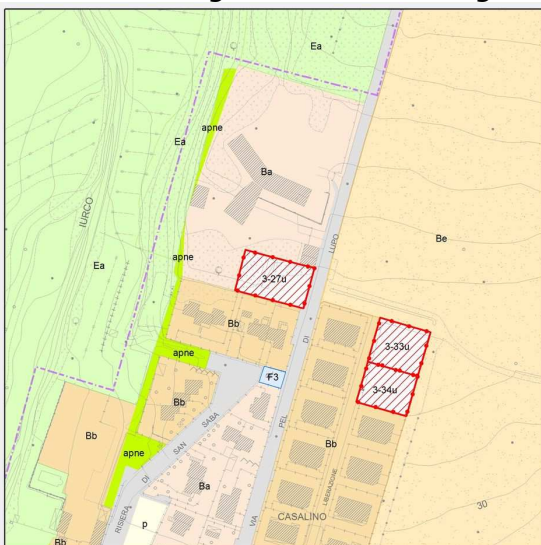 Ea
apne
Ea
Ba
IURCO
LUPO
Be
Ea
apne
3-27u
Bb
DI
3-33u
apne
F3
3-34u
Bb
PEL
Bb
SABA
SAN
Bb
apne
DI
Ba
LIBERAZIONE
30
RISIERA
p
VIA
CASALINO
Bb